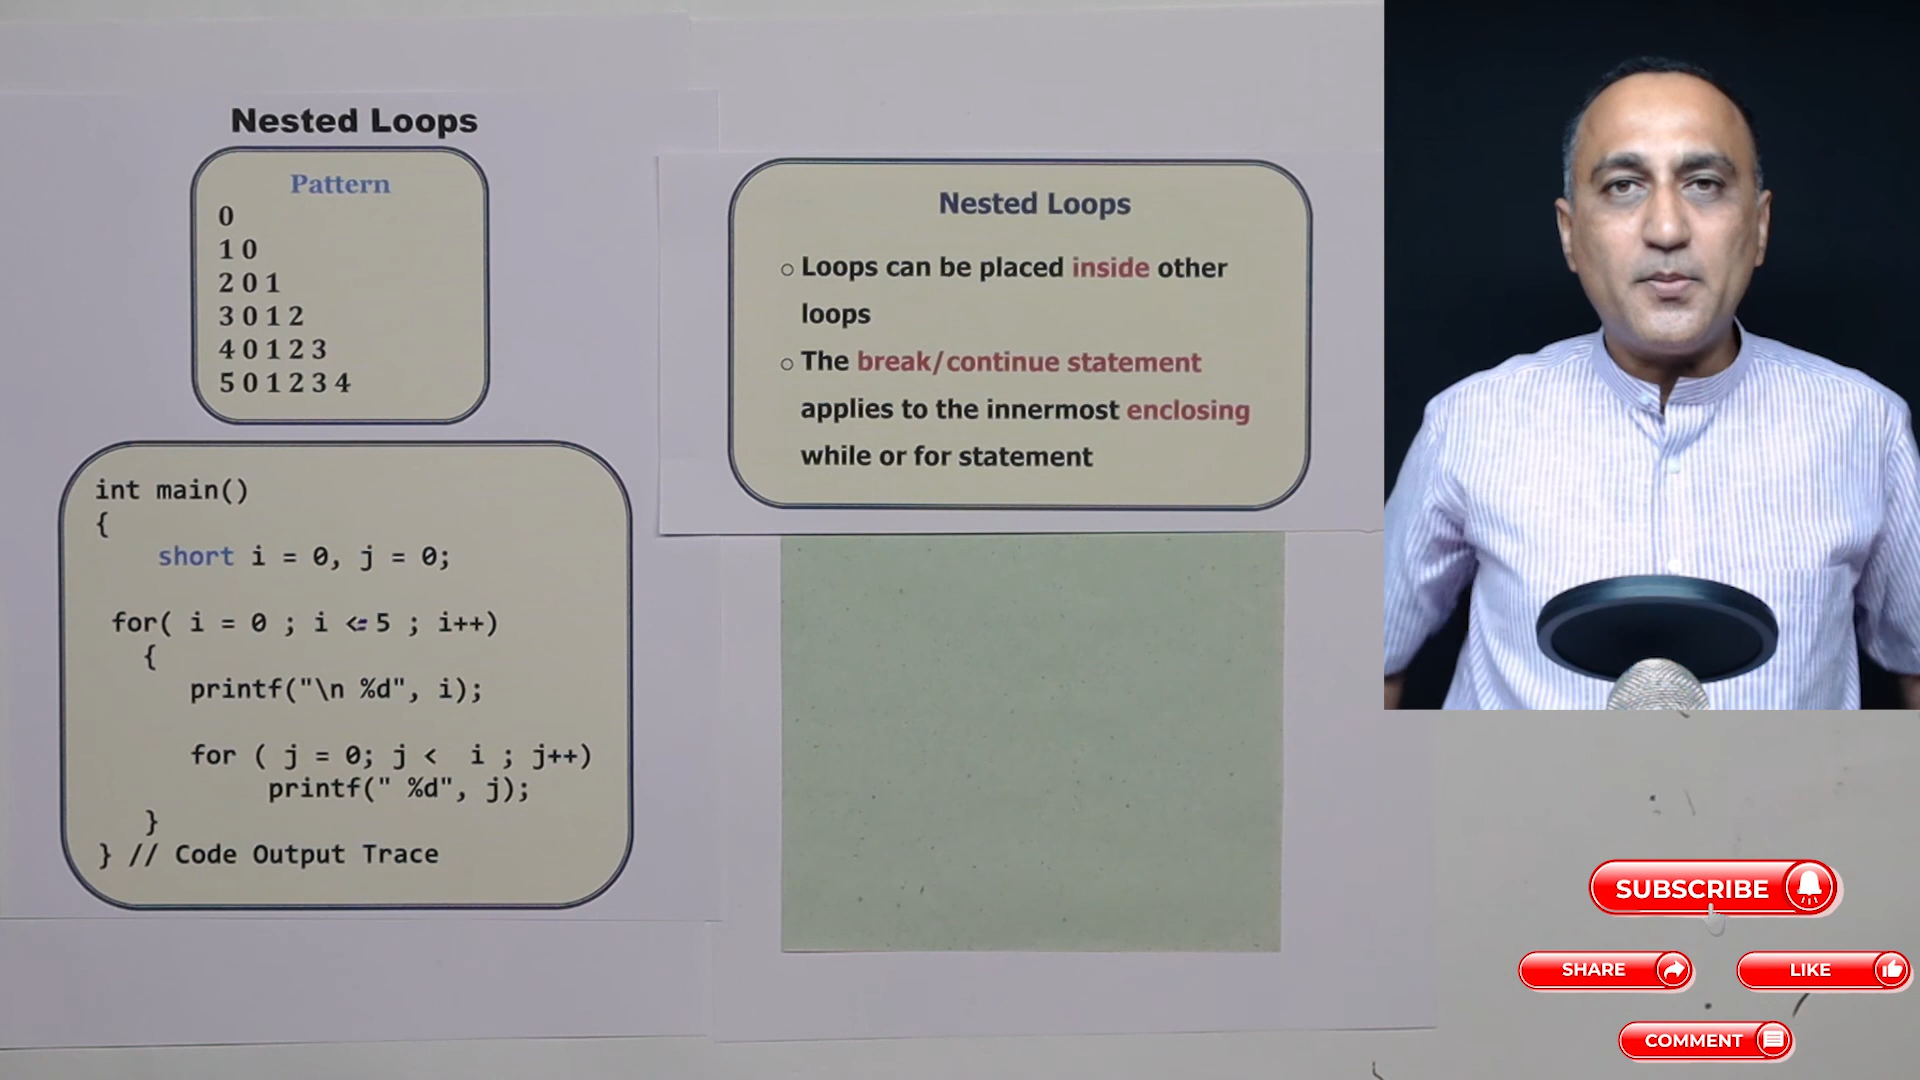 Nested Loops
Pattern
0
1 0
2 0 1
3 0 1 2
4 0 1 2 3
5 0 1 2 3 4
int main()
{
short i = 0, j = 0;
for( i = 0 ; i <= 5 ; i++)
{
printf("\n %d", i);
for ( j = 0; j < i ; j++)
printf(" %d", j);
}
} // Code Output Trace
Nested Loops
○ Loops can be placed inside other
loops
○ The break/continue statement
applies to the innermost enclosing
while or for statement
SUBSCRIBE
SHARE
LIKE
COMMENT